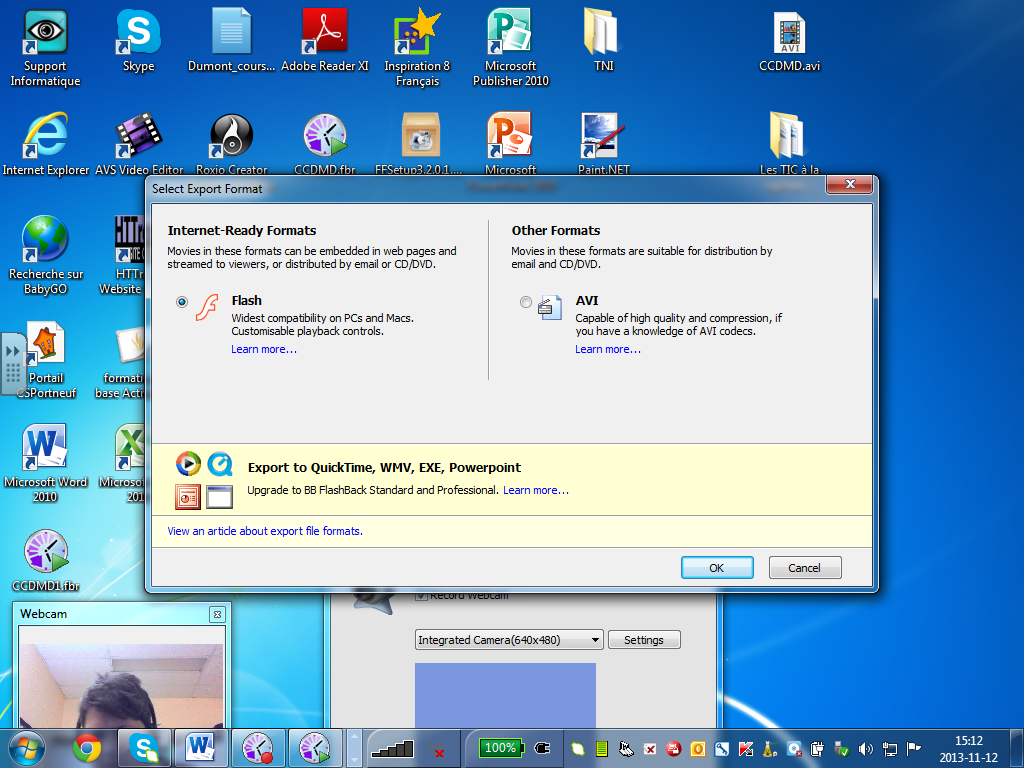 Support
Informatique
Skype
Dumont_cours...
Adobe Reader XI
Inspiration 8
Français
Microsoft
Publisher 2010
TNI
AVI
CCDMD.avi
Internet Explorer
AVS Video Editor
Roxio Creator
CCDMD.fbr
FFSetup3.2.0.1....
Microsoft
Paint.NET
Les TIC à la
Select Export Format
Internet-Ready Formats
Movies in these formats can be embedded in web pages and
streamed to viewers, or distributed by email or CD/DVD.
Flash
Widest compatibility on PCs and Macs.
Customisable playback controls.
Learn more...
Other Formats
Movies in these formats are suitable for distribution by
email and CD/DVD.
AVI
Capable of high quality and compression, if
you have a knowledge of AVI codecs.
Learn more...
Export to QuickTime, WMV, EXE, Powerpoint
Upgrade to BB FlashBack Standard and Professional. Learn more...
View an article about export file formats.
OK
Cancel
Recherche sur
BabyGO
HTTr
Website
Portail
CSPortneuf
formati
base Acti
Microsoft Word
2010
Microso
201
CCDMD1.fbr
Webcam
Record Webcam
Integrated Camera(640x480)
Settings
100%
15:12
2013-11-12